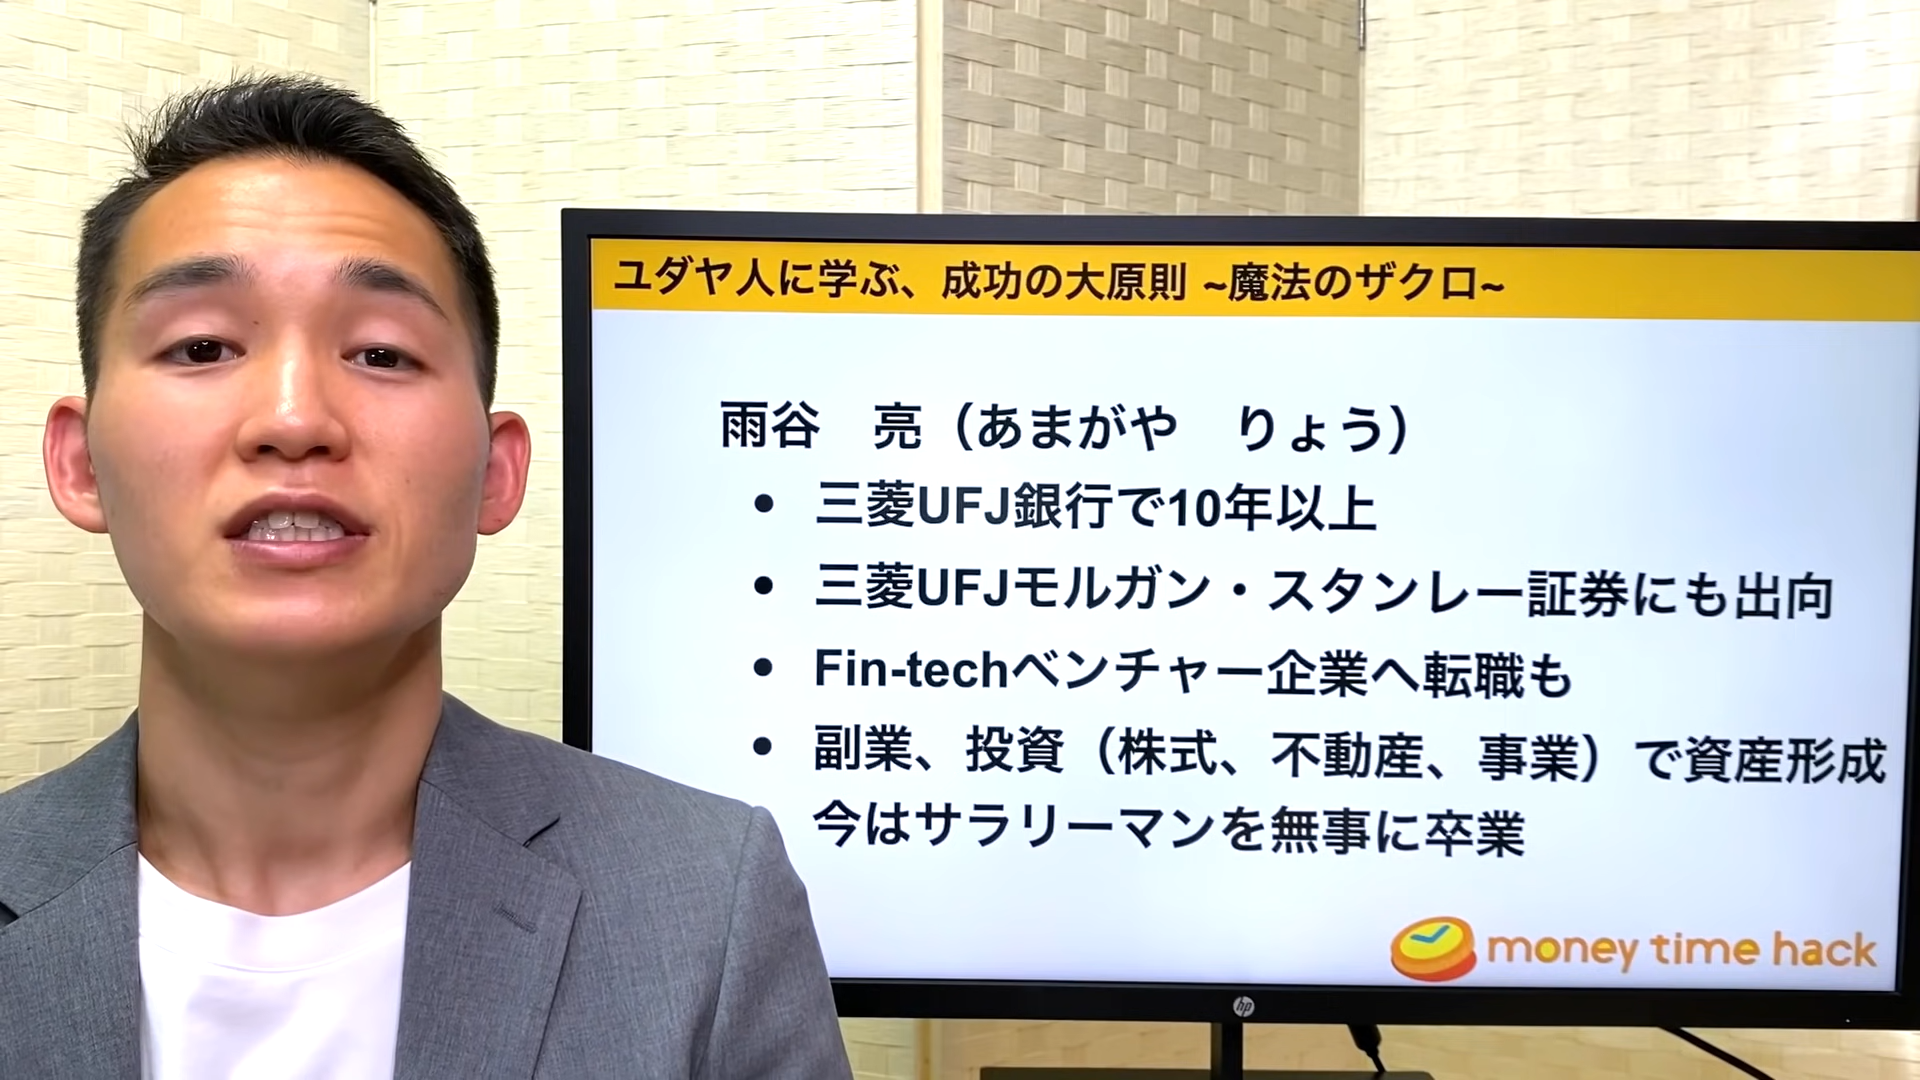 ユダヤ人に学ぶ、成功の大原則 ~魔法のザクロ~
雨谷　亮（あまがや　りょう）
• 三菱UFJ銀行で10年以上
• 三菱UFJモルガン・スタンレー証券にも出向
• Fin-techベンチャー企業へ転職も
• 副業、投資（株式、不動産、事業）で資産形成
今はサラリーマンを無事に卒業
money time hack
hp